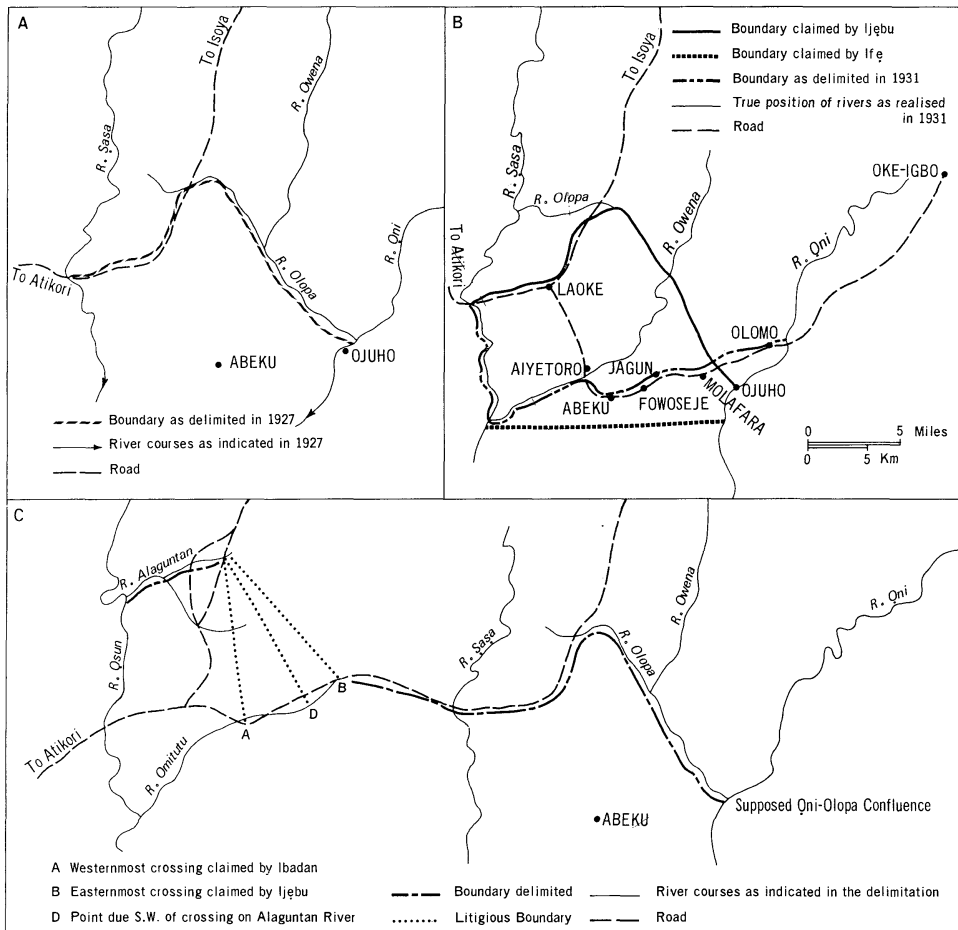 A
To Isoya
R. Owena
R. Ṣaṣa
R. Ọni
To Atikori
R. Olopa
ABEKU
OJUHO
Boundary as delimited in 1927
River courses as indicated in 1927
Road
B
Boundary claimed by Ijẹbu
Boundary claimed by Ifẹ
Boundary as delimited in 1931
True position of rivers as realised
in 1931
Road
To Isoya
R. Ṣaṣa
OKE-IGBO
R. Olopa
R. Owena
R. Ọni
To Atikori
LAOKE
OLOMO
AIYETORO
JAGUN
OJUHO
ABEKU
FOWOSEJE
MOLAFARA
0 5 Miles
0 5 Km
C
R. Alaguntan
R. Owena
R. Ọni
R. Ọsun
R. Ṣaṣa
R. Olopa
B
D
A
To Atikori
R. Omitutu
Supposed Ọni-Olopa Confluence
ABEKU
A Westernmost crossing claimed by Ibadan
B Easternmost crossing claimed by Ijẹbu
D Point due S.W. of crossing on Alaguntan River
Boundary delimited
Litigious Boundary
River courses as indicated in the delimitation
Road